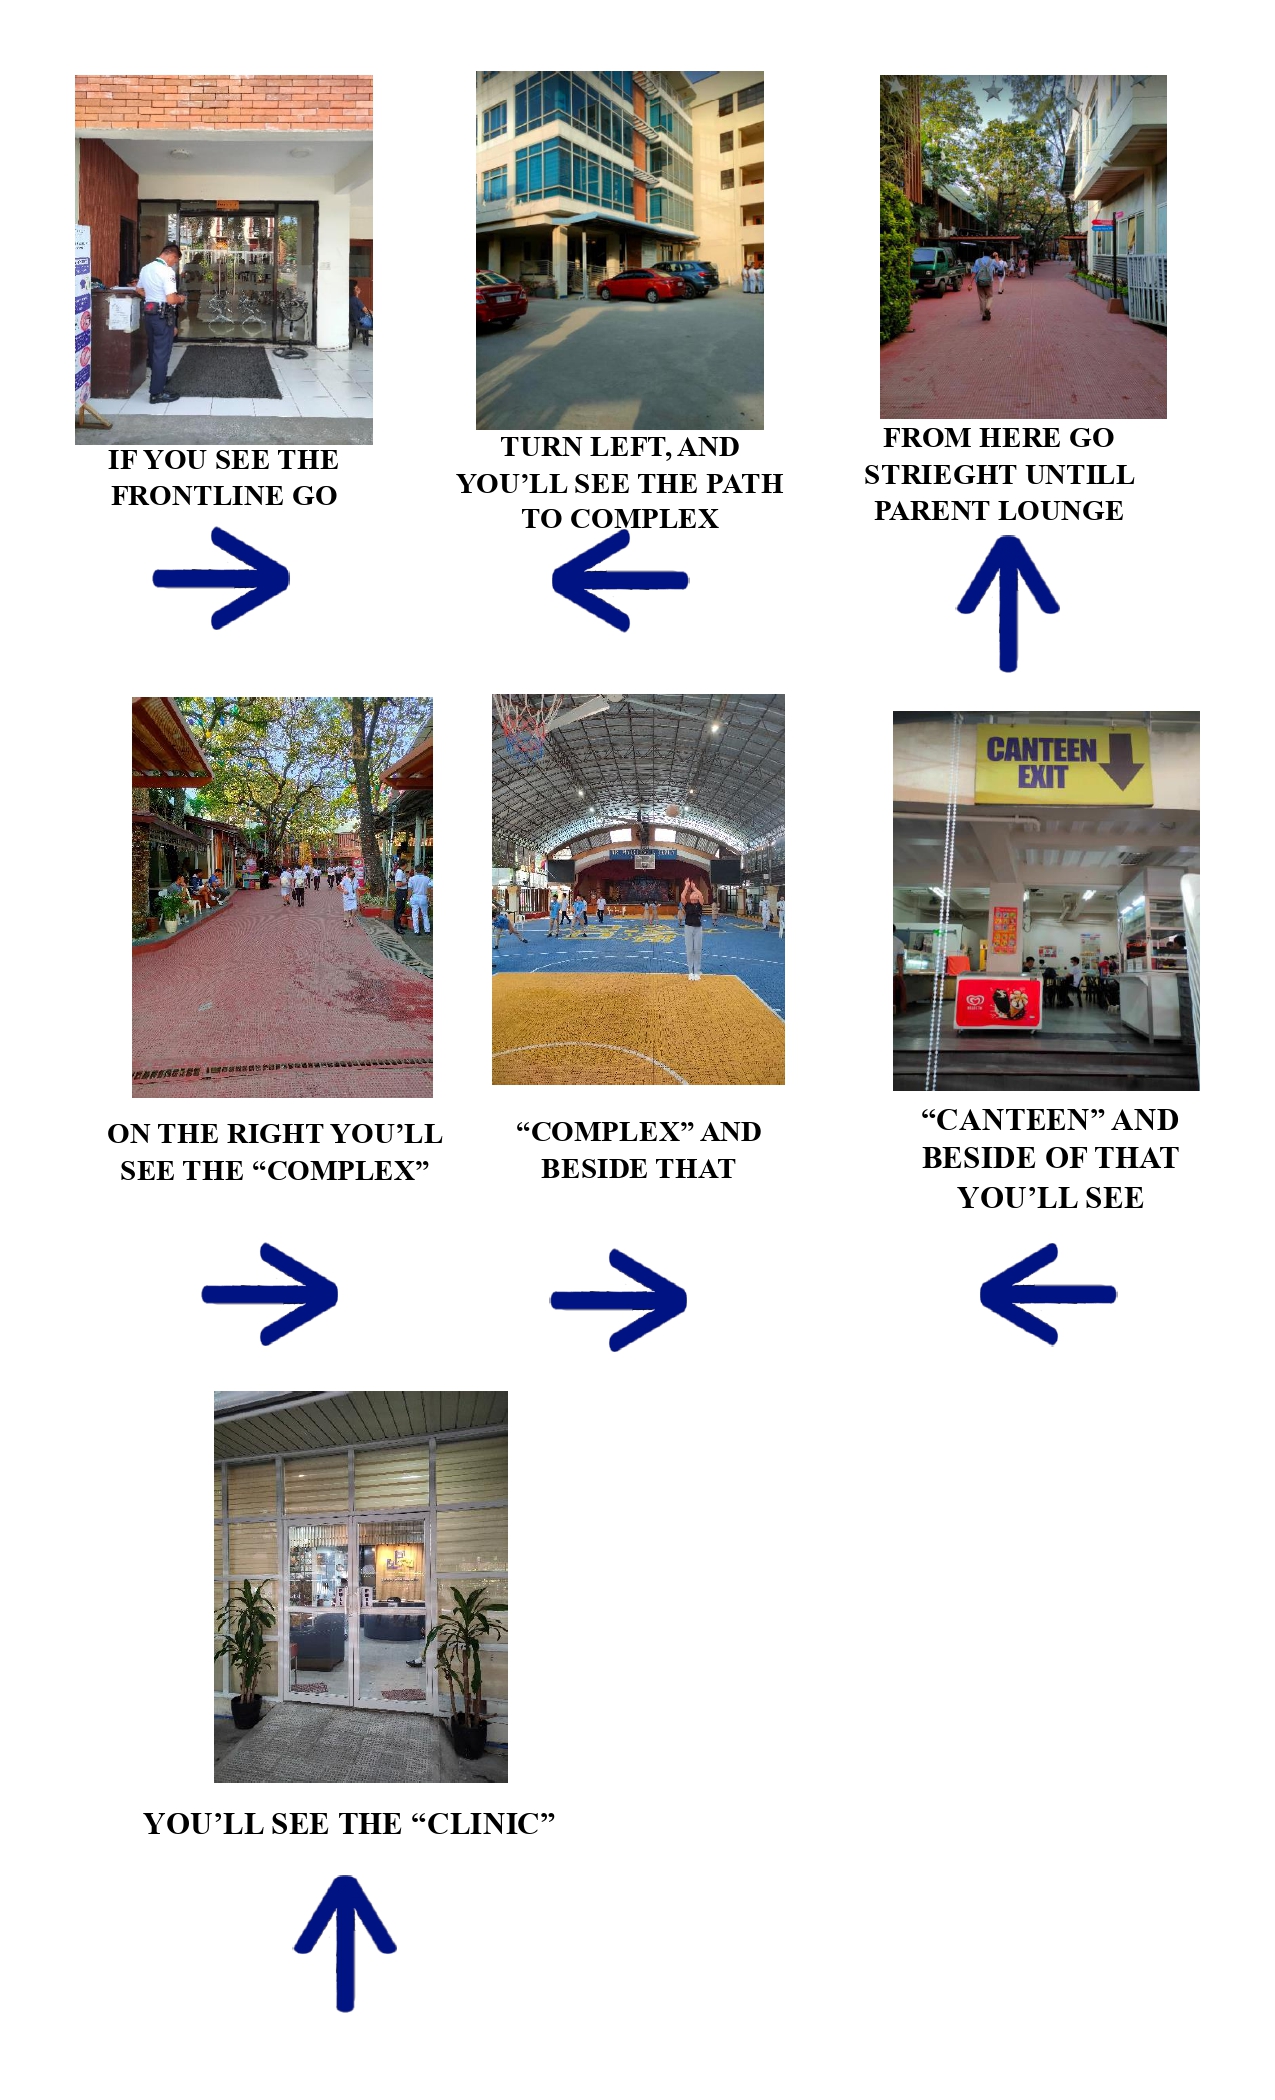 IF YOU SEE THE
FRONTLINE GO
TURN LEFT, AND
YOU’LL SEE THE PATH
TO COMPLEX
FROM HERE GO
STRIEGHT UNTILL
PARENT LOUNGE
CANTEEN
EXIT
ON THE RIGHT YOU’LL
SEE THE “COMPLEX”
“COMPLEX” AND
BESIDE THAT
“CANTEEN” AND
BESIDE OF THAT
YOU’LL SEE
YOU’LL SEE THE “CLINIC”